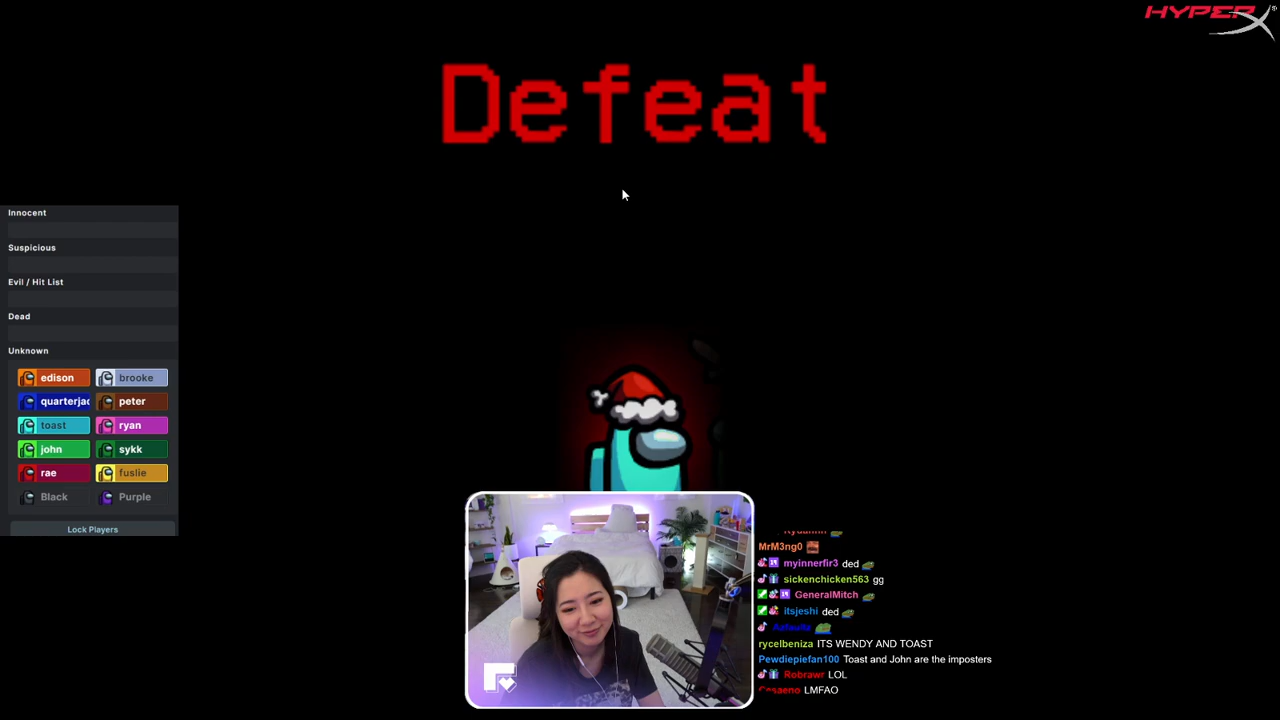 HYPERX
Defeat
Innocent
Suspicious
Evil / Hit List
Dead
Unknown
edison
brooke
quarterjac
peter
toast
ryan
john
sykk
rae
fuslie
Black
Purple
Lock Players
MrM3ng0
myinnerfir3 ded
sickenchicken563 gg
GeneralMitch
itsjeshi ded
rycelbeniza ITS WENDY AND TOAST
Pewdiepiefan100 Toast and John are the imposters
Robrawr LOL
Cesaeno LMFAO